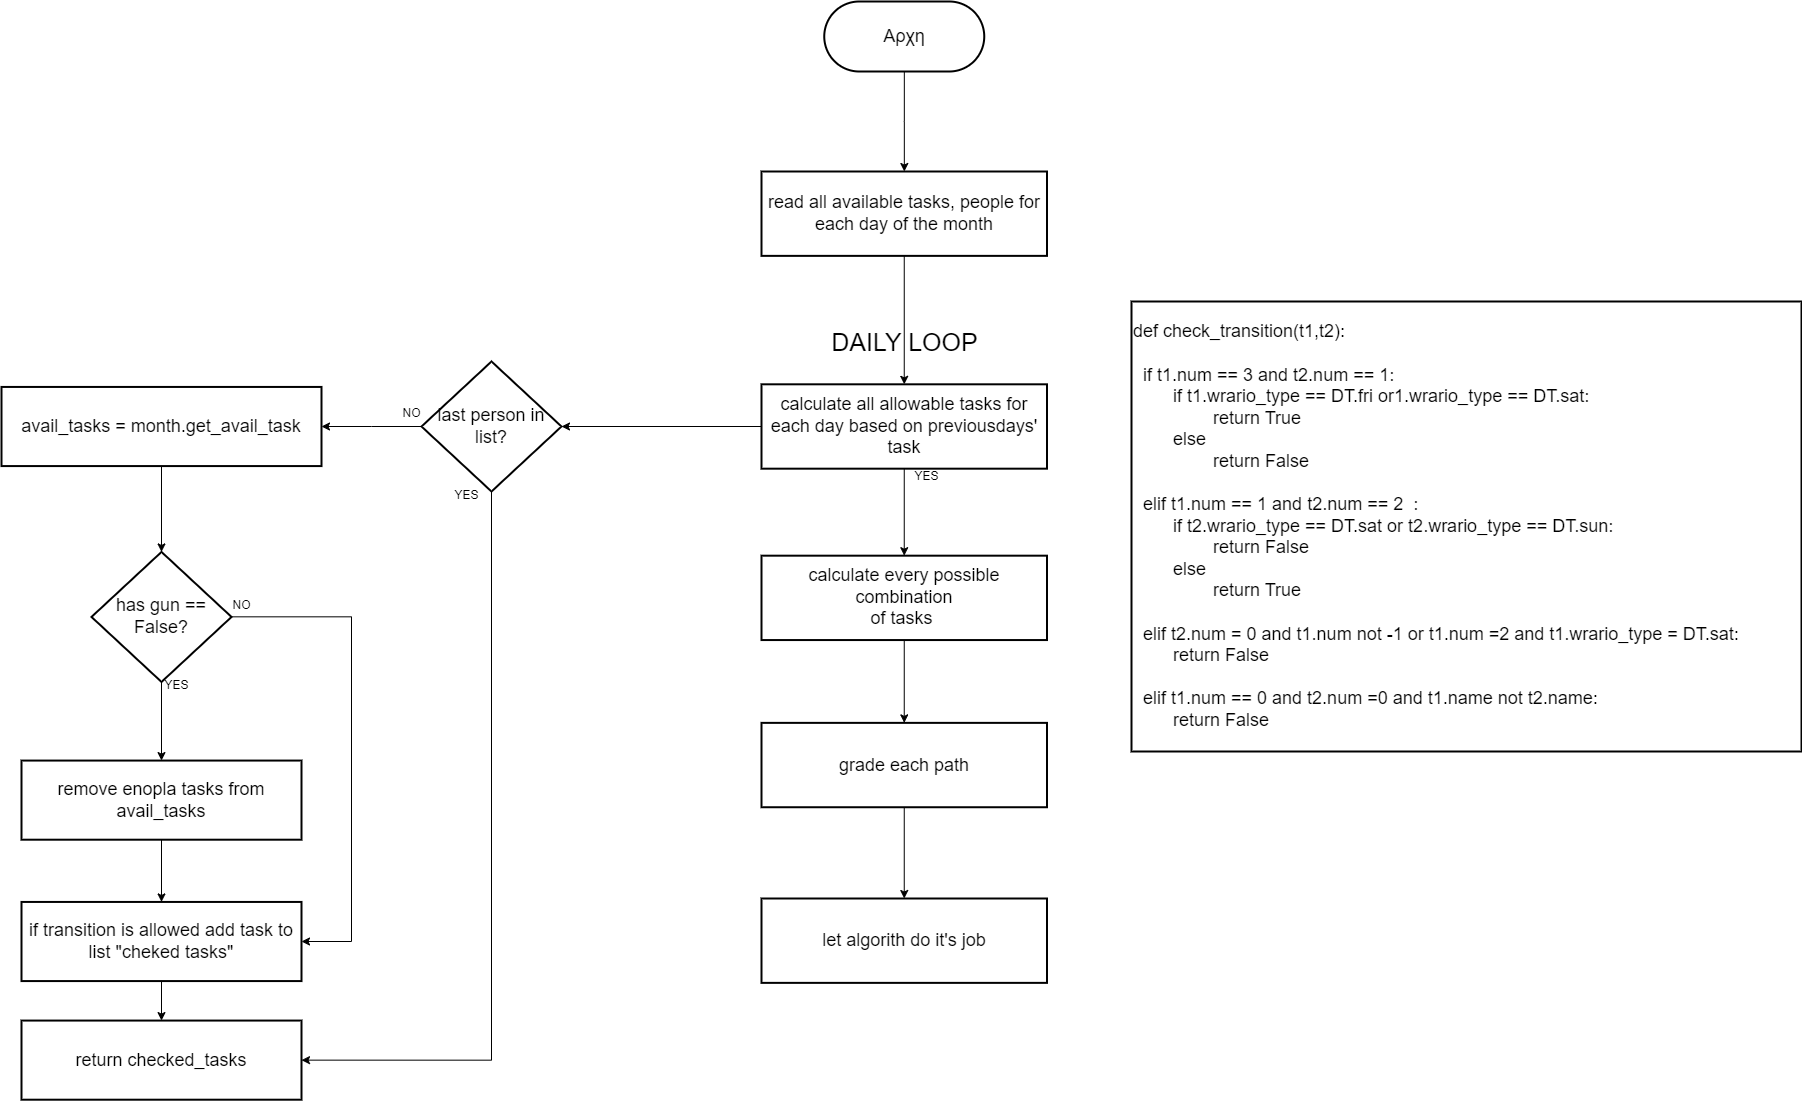 Αρχη
read all available tasks, people for
each day of the month
DAILY LOOP
calculate all allowable tasks for
each day based on previousdays'
task
YES
last person in
list?
NO
YES
avail_tasks = month.get_avail_task
has gun ==
False?
NO
YES
remove enopla tasks from
avail_tasks
if transition is allowed add task to
list "cheked tasks"
return checked_tasks
calculate every possible
combination
of tasks
grade each path
let algorith do it's job
def check_transition(t1,t2):
if t1.num == 3 and t2.num == 1:
if t1.wrario_type == DT.fri or1.wrario_type == DT.sat:
return True
else
return False
elif t1.num == 1 and t2.num == 2  :
if t2.wrario_type == DT.sat or t2.wrario_type == DT.sun:
return False
else
return True
elif t2.num = 0 and t1.num not -1 or t1.num =2 and t1.wrario_type = DT.sat:
return False
elif t1.num == 0 and t2.num =0 and t1.name not t2.name:
return False